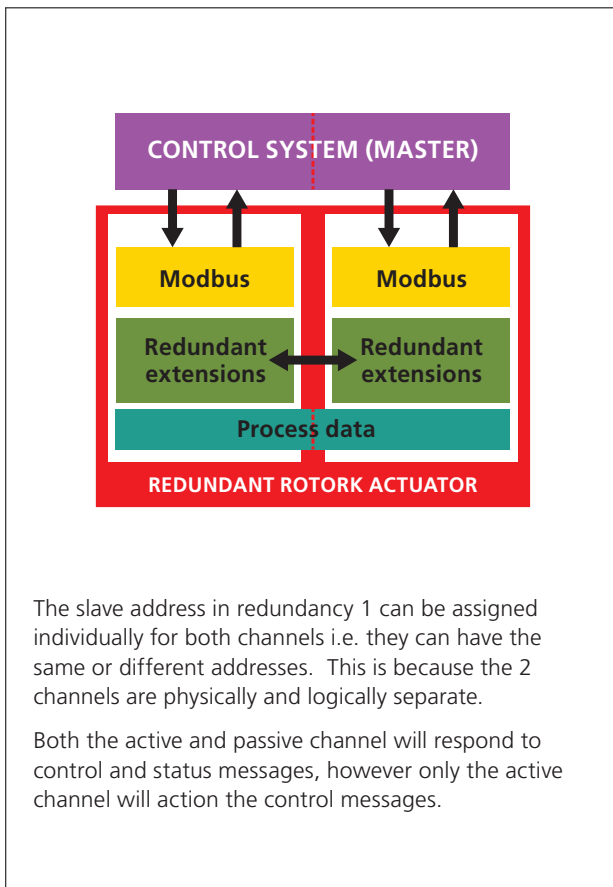 CONTROL SYSTEM (MASTER)
Modbus
Modbus
Redundant
extensions
Redundant
extensions
Process data
REDUNDANT ROTORK ACTUATOR
The slave address in redundancy 1 can be assigned
individually for both channels i.e. they can have the
same or different addresses.  This is because the 2
channels are physically and logically separate.
Both the active and passive channel will respond to
control and status messages, however only the active
channel will action the control messages.